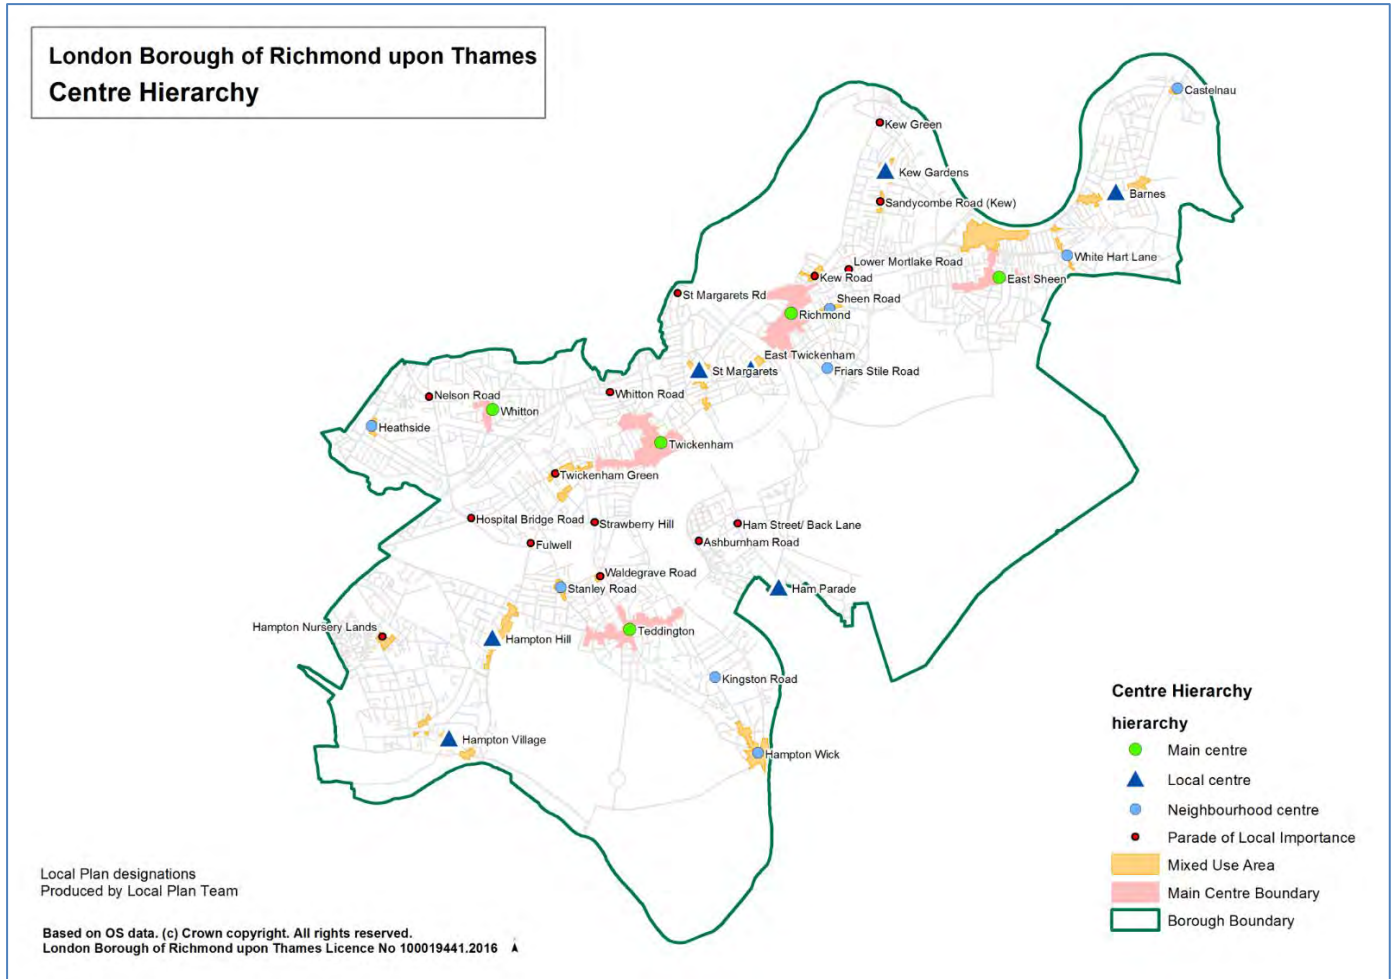 London Borough of Richmond upon Thames
Centre Hierarchy
Castelnau
Kew Green
Kew Gardens
Barnes
Sandycombe Road (Kew)
White Hart Lane
Lower Mortlake Road
Kew Road
East Sheen
St Margarets Rd
Sheen Road
Richmond
East Twickenham
St Margarets
Friars Stile Road
Nelson Road
Whitton Road
Whitton
Heathside
Twickenham
Twickenham Green
Hospital Bridge Road
Strawberry Hill
Ham Street/ Back Lane
Fulwell
Ashburnham Road
Waldegrave Road
Stanley Road
Ham Parade
Hampton Nursery Lands
Hampton Hill
Teddington
Kingston Road
Hampton Village
Hampton Wick
Centre Hierarchy
hierarchy
Main centre
Local centre
Neighbourhood centre
Parade of Local Importance
Mixed Use Area
Main Centre Boundary
Borough Boundary
Local Plan designations
Produced by Local Plan Team
Based on OS data. (c) Crown copyright. All rights reserved.
London Borough of Richmond upon Thames Licence No 100019441.2016